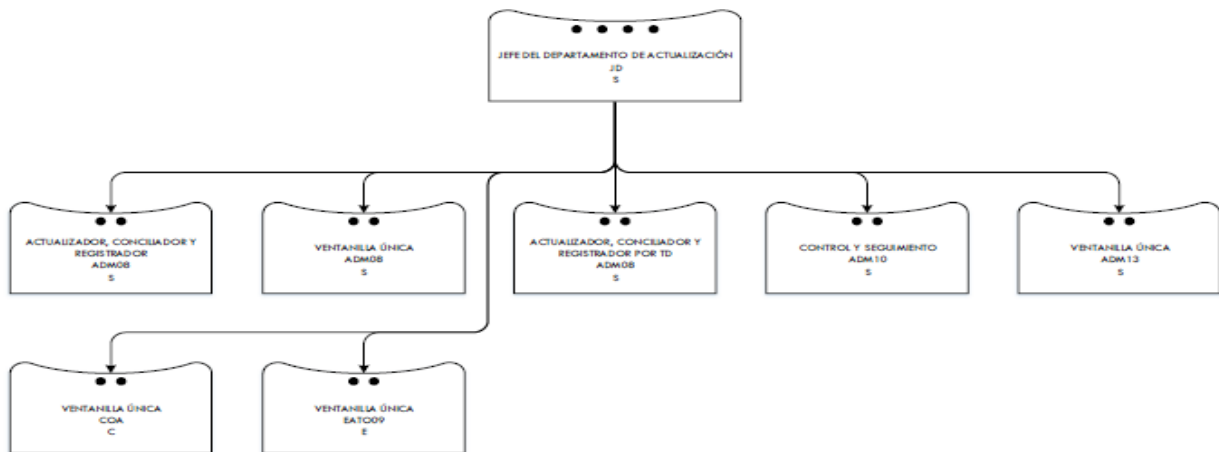 JEFE DEL DEPARTAMENTO DE ACTUALIZACIÓN
JD
S
ACTUALIZADOR, CONCILIADOR Y
REGISTRADOR
ADM08
S
VENTANILLA ÚNICA
ADM08
S
ACTUALIZADOR, CONCILIADOR Y
REGISTRADOR POR TD
ADM08
S
CONTROL Y SEGUIMIENTO
ADM10
S
VENTANILLA ÚNICA
ADM13
S
VENTANILLA ÚNICA
COA
C
VENTANILLA ÚNICA
EATO09
E